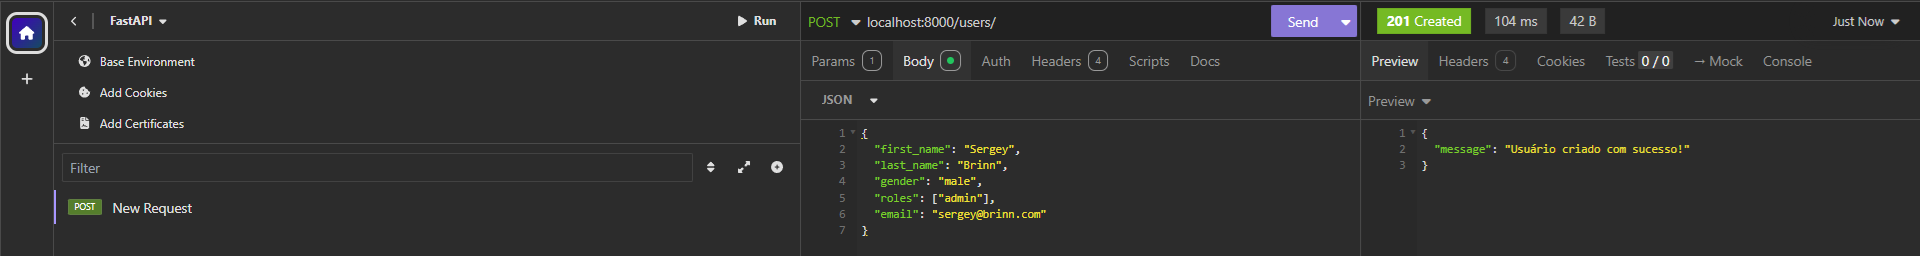 FastAPI
Run
Base Environment
Add Cookies
Add Certificates
Filter
POST New Request
POST localhost:8000/users/ Send
Params 1 Body Auth Headers 4 Scripts Docs
JSON
1 {
2 "first_name": "Sergey",
3 "last_name": "Brinn",
4 "gender": "male",
5 "roles": ["admin"],
6 "email": "sergey@brinn.com"
7 }
201 Created 104 ms 42 B Just Now
Preview Headers 4 Cookies Tests 0 / 0 → Mock Console
Preview
1 {
2 "message": "Usuário criado com sucesso!"
3 }